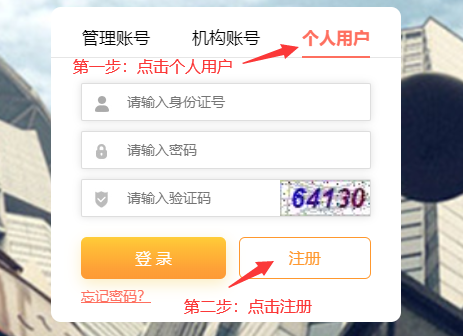 管理账号 机构账号 个人用户
第一步：点击个人用户
请输入身份证号
请输入密码
请输入验证码 64130
登录 注册
忘记密码？
第二步：点击注册